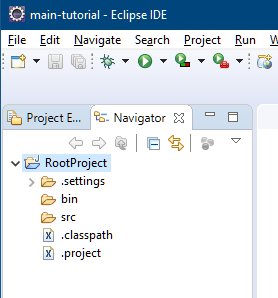 main-tutorial - Eclipse IDE
File Edit Navigate Search Project Run W
Project E... Navigator
RootProject
.settings
bin
src
.classpath
.project